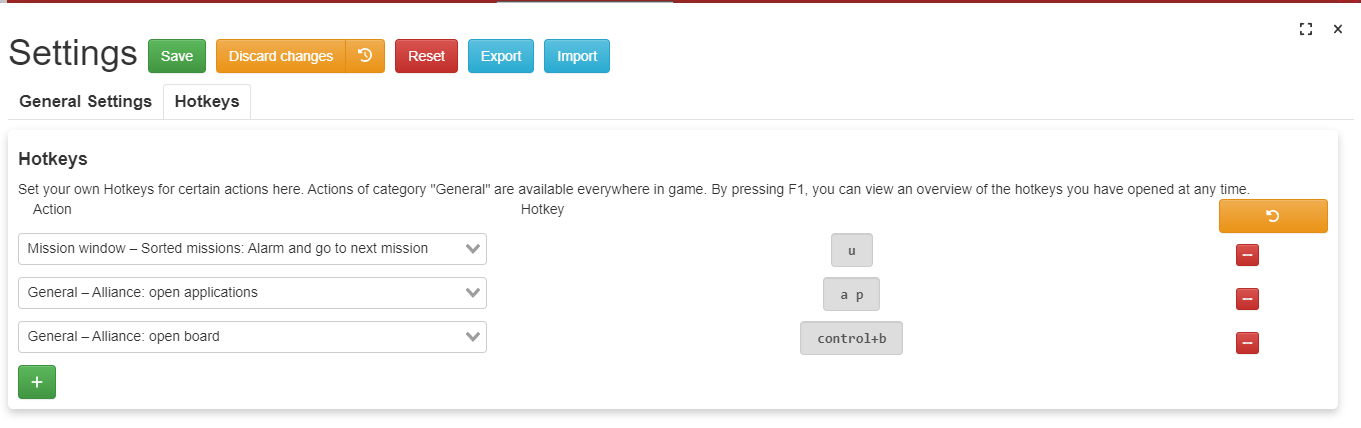 Settings Save Discard changes Reset Export Import
General Settings Hotkeys
Hotkeys
Set your own Hotkeys for certain actions here. Actions of category "General" are available everywhere in game. By pressing F1, you can view an overview of the hotkeys you have opened at any time.
Action Hotkey
Mission window – Sorted missions: Alarm and go to next mission u
General – Alliance: open applications a p
General – Alliance: open board control+b